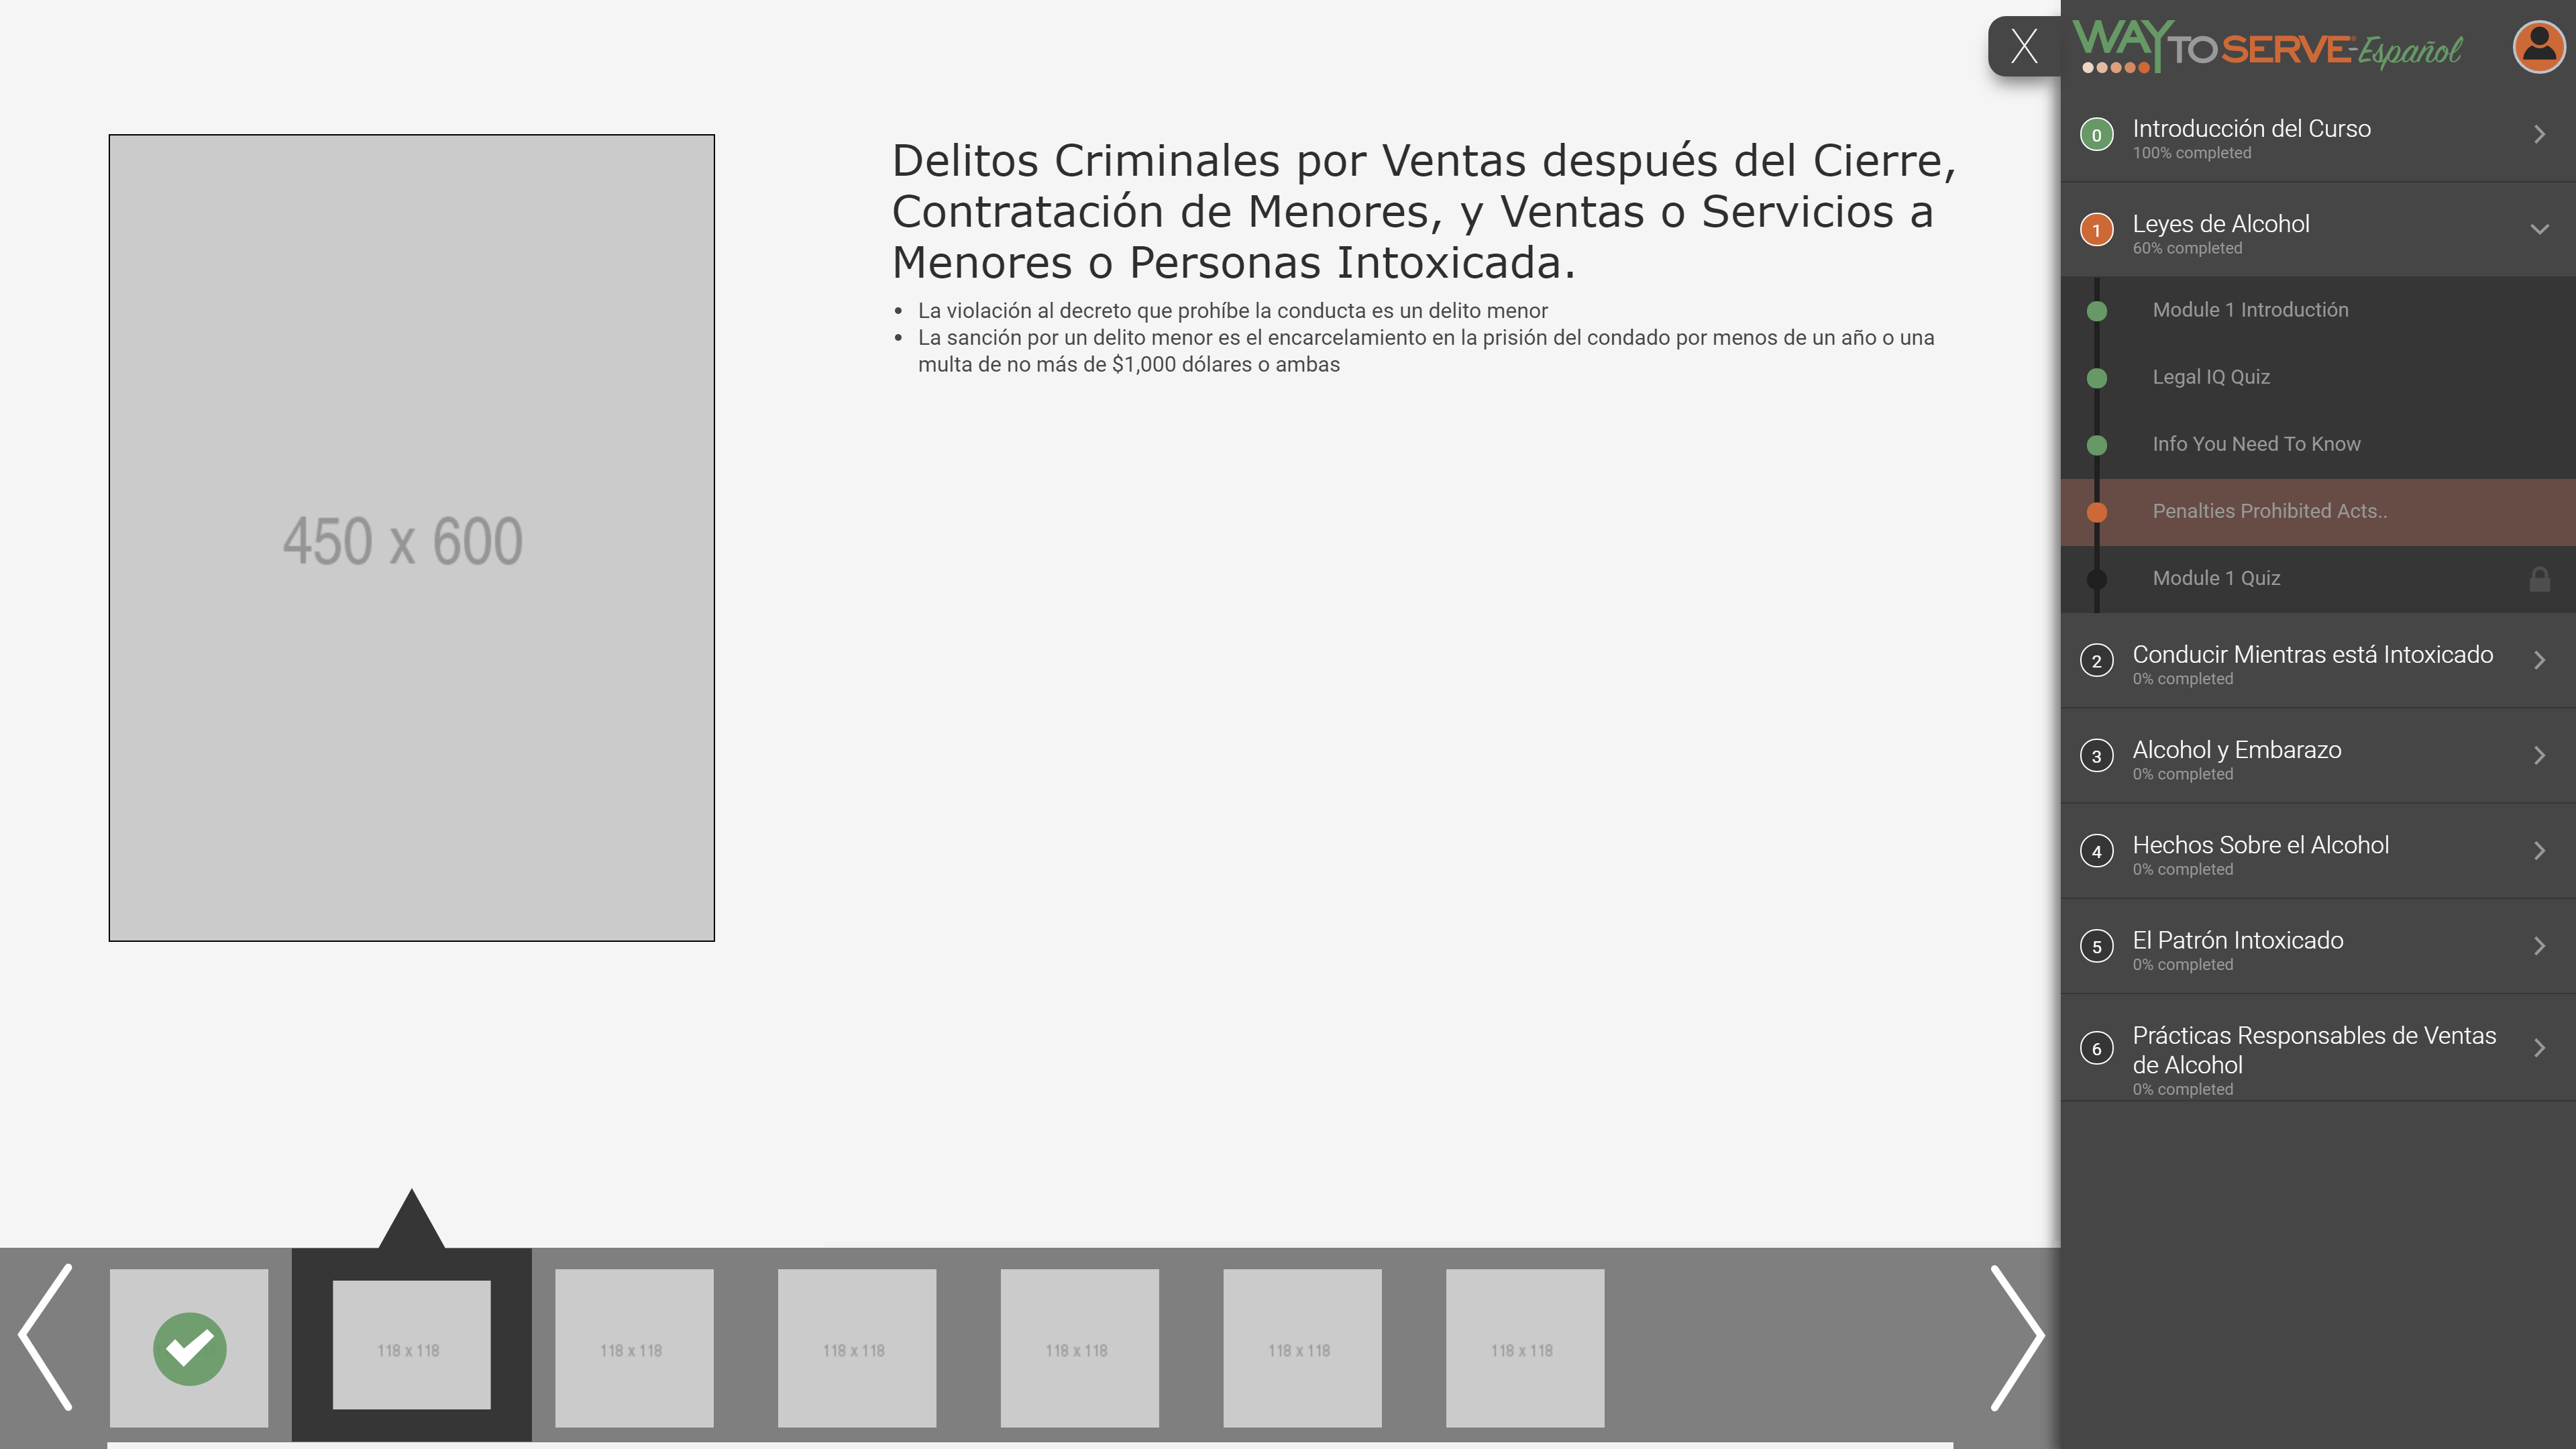 X
WAYTOSERVE-Español
450 x 600
Delitos Criminales por Ventas después del Cierre,
Contratación de Menores, y Ventas o Servicios a
Menores o Personas Intoxicada.
• La violación al decreto que prohíbe la conducta es un delito menor
• La sanción por un delito menor es el encarcelamiento en la prisión del condado por menos de un año o una
multa de no más de $1,000 dólares o ambas
118 x 118
118 x 118
118 x 118
118 x 118
118 x 118
118 x 118
0
Introducción del Curso
100% completed
1
Leyes de Alcohol
60% completed
Module 1 Introductión
Legal IQ Quiz
Info You Need To Know
Penalties Prohibited Acts..
Module 1 Quiz
2
Conducir Mientras está Intoxicado
0% completed
3
Alcohol y Embarazo
0% completed
4
Hechos Sobre el Alcohol
0% completed
5
El Patrón Intoxicado
0% completed
6
Prácticas Responsables de Ventas
de Alcohol
0% completed